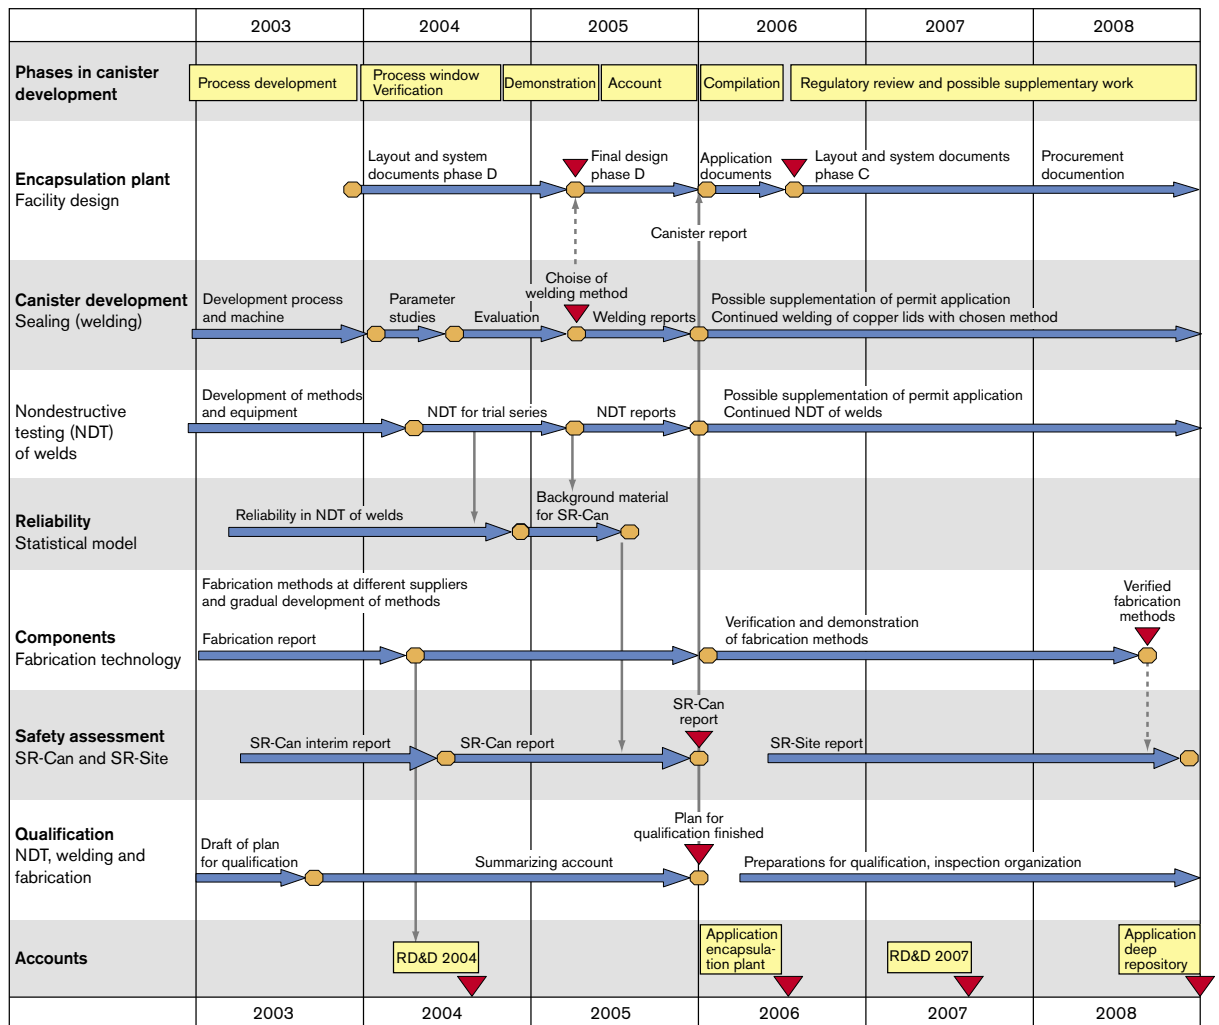 2003 2004 2005 2006 2007 2008
Phases in canister
development
Process development
Process window
Verification
Demonstration
Account
Compilation
Regulatory review and possible supplementary work
Encapsulation plant
Facility design
Layout and system
documents phase D
Final design
phase D
Application
documents
Layout and system documents
phase C
Procurement
documention
Canister report
Canister development
Sealing (welding)
Development process
and machine
Parameter
studies
Evaluation
Choise of
welding method
Welding reports
Possible supplementation of permit application
Continued welding of copper lids with chosen method
Nondestructive
testing (NDT)
of welds
Development of methods
and equipment
NDT for trial series
NDT reports
Possible supplementation of permit application
Continued NDT of welds
Reliability
Statistical model
Reliability in NDT of welds
Background material
for SR-Can
Components
Fabrication technology
Fabrication methods at different suppliers
and gradual development of methods
Fabrication report
Verification and demonstration
of fabrication methods
Verified
fabrication
methods
Safety assessment
SR-Can and SR-Site
SR-Can interim report
SR-Can report
SR-Can
report
SR-Site report
Qualification
NDT, welding and
fabrication
Draft of plan
for qualification
Summarizing account
Plan for
qualification finished
Preparations for qualification, inspection organization
Accounts
RD&D 2004
Application
encapsula-
tion plant
RD&D 2007
Application
deep
repository
2003 2004 2005 2006 2007 2008